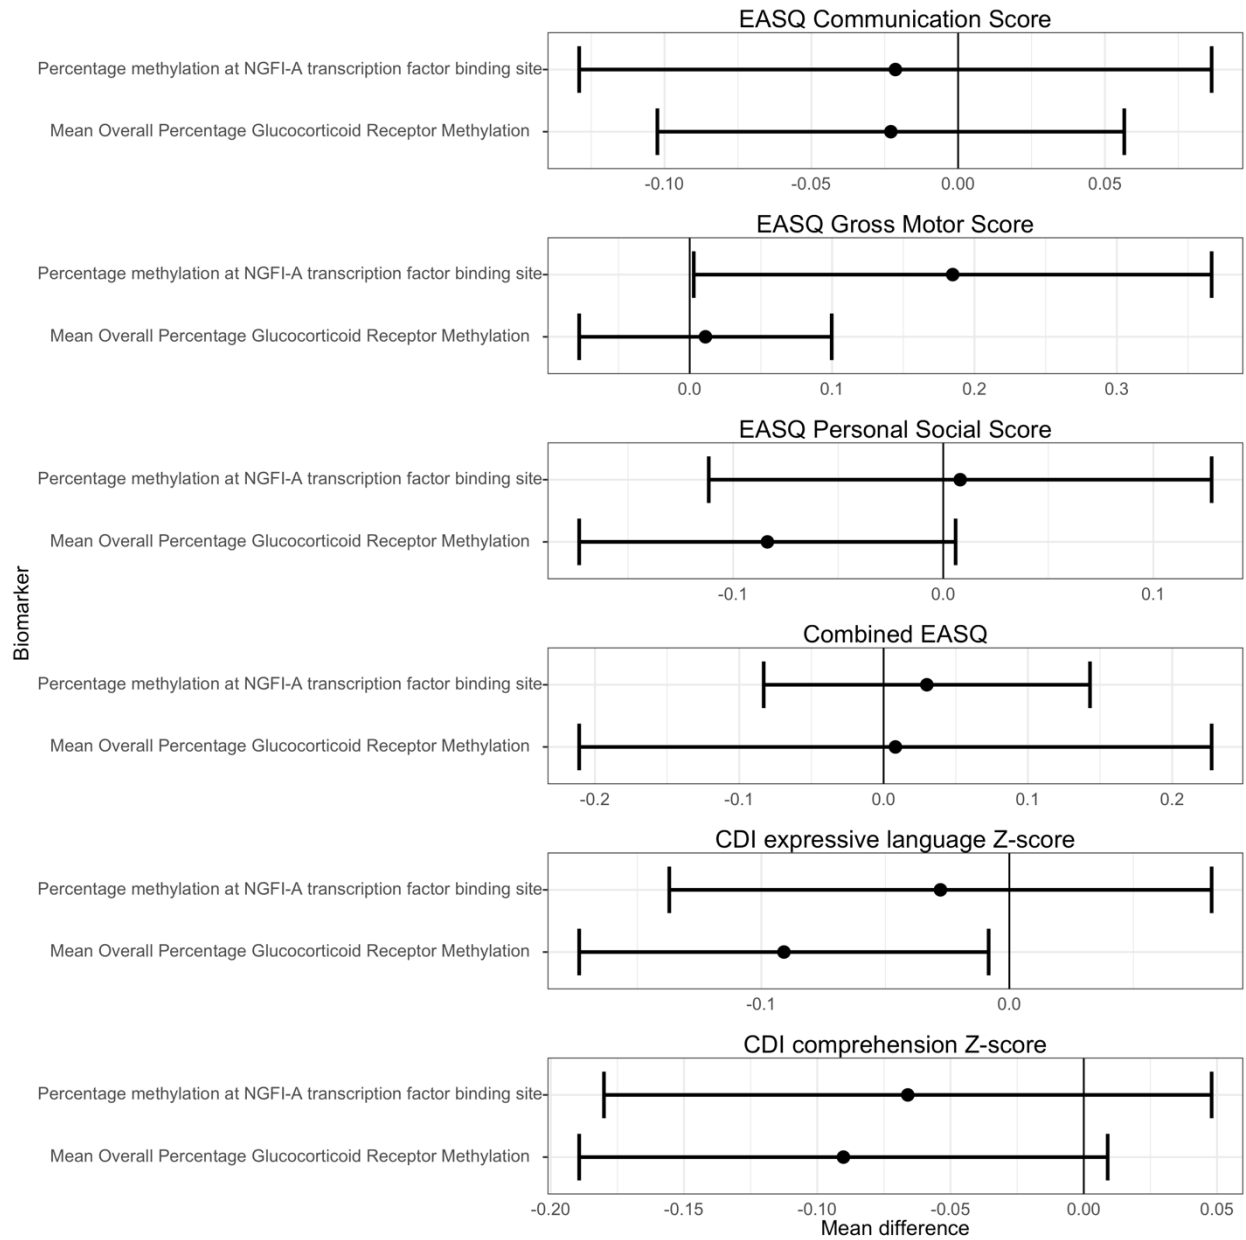 EASQ Communication Score
Percentage methylation at NGFI-A transcription factor binding site
Mean Overall Percentage Glucocorticoid Receptor Methylation
-0.10 -0.05 0.00 0.05
EASQ Gross Motor Score
Percentage methylation at NGFI-A transcription factor binding site
Mean Overall Percentage Glucocorticoid Receptor Methylation
0.0 0.1 0.2 0.3
EASQ Personal Social Score
Percentage methylation at NGFI-A transcription factor binding site
Mean Overall Percentage Glucocorticoid Receptor Methylation
-0.1 0.0 0.1
Biomarker
Combined EASQ
Percentage methylation at NGFI-A transcription factor binding site
Mean Overall Percentage Glucocorticoid Receptor Methylation
-0.2 -0.1 0.0 0.1 0.2
CDI expressive language Z-score
Percentage methylation at NGFI-A transcription factor binding site
Mean Overall Percentage Glucocorticoid Receptor Methylation
-0.1 0.0
CDI comprehension Z-score
Percentage methylation at NGFI-A transcription factor binding site
Mean Overall Percentage Glucocorticoid Receptor Methylation
-0.20 -0.15 -0.10 -0.05 0.00 0.05
Mean difference